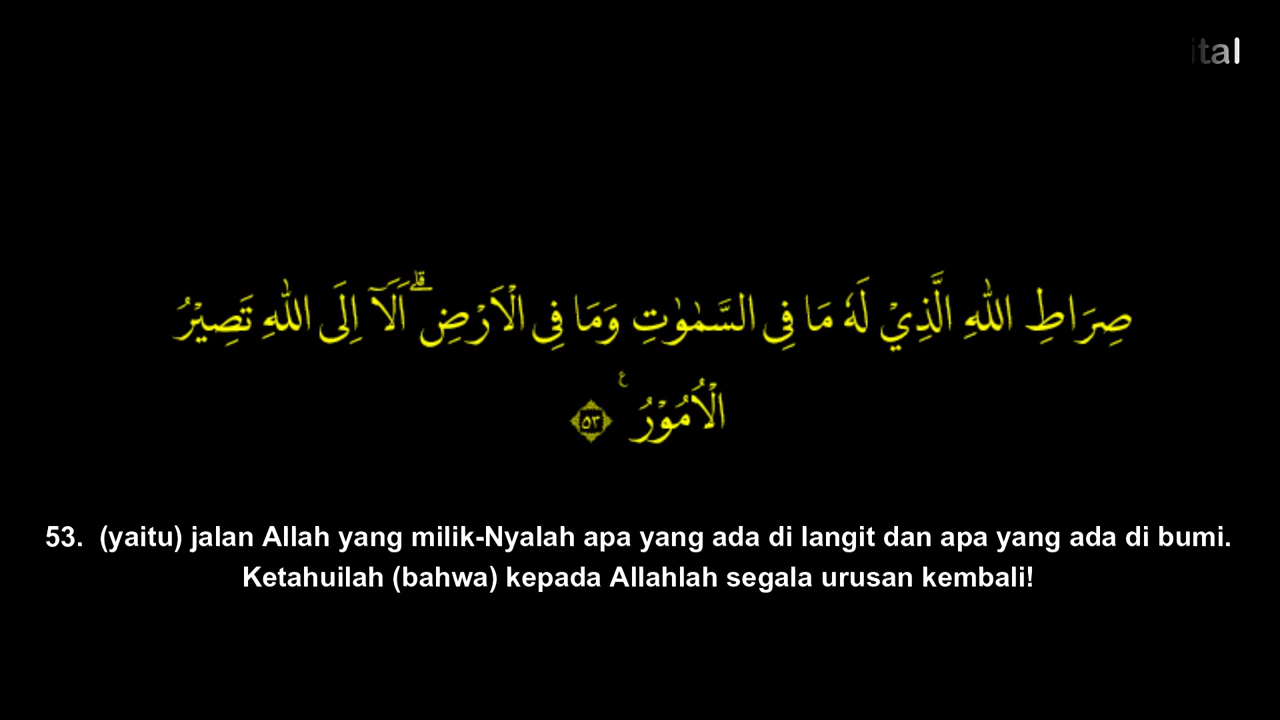 ital
صِرَاطِ اللّٰهِ الَّذِيْ لَهٗ مَا فِى السَّمٰوٰتِ وَمَا فِى الْاَرْضِۗ اَلَآ اِلَى اللّٰهِ تَصِيْرُ
الْاُمُوْرُ ࣖ ٥٣
53. (yaitu) jalan Allah yang milik-Nyalah apa yang ada di langit dan apa yang ada di bumi.
Ketahuilah (bahwa) kepada Allahlah segala urusan kembali!